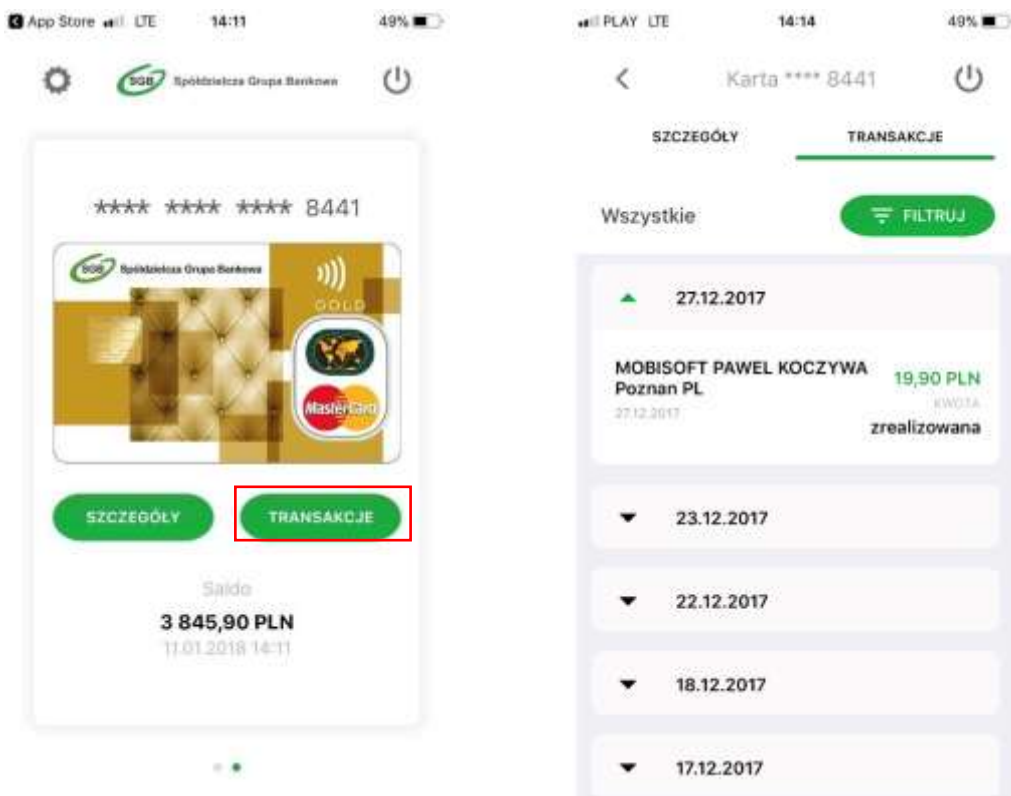 App Store LTE 14:11 49%
SGB Spółdzielcza Grupa Bankowa
**** **** **** 8441
SGB Spółdzielcza Grupa Bankowa
GOLD
MasterCard
SZCZEGÓŁY TRANSAKCJE
Saldo
3 845,90 PLN
11.01.2018 14:11
PLAY LTE 14:14 49%
Karta **** 8441
SZCZEGÓŁY TRANSAKCJE
Wszystkie FILTRUJ
27.12.2017
MOBISOFT PAWEL KOCZYWA
Poznan PL
27.12.2017
19,90 PLN
KWOTA
zrealizowana
23.12.2017
22.12.2017
18.12.2017
17.12.2017